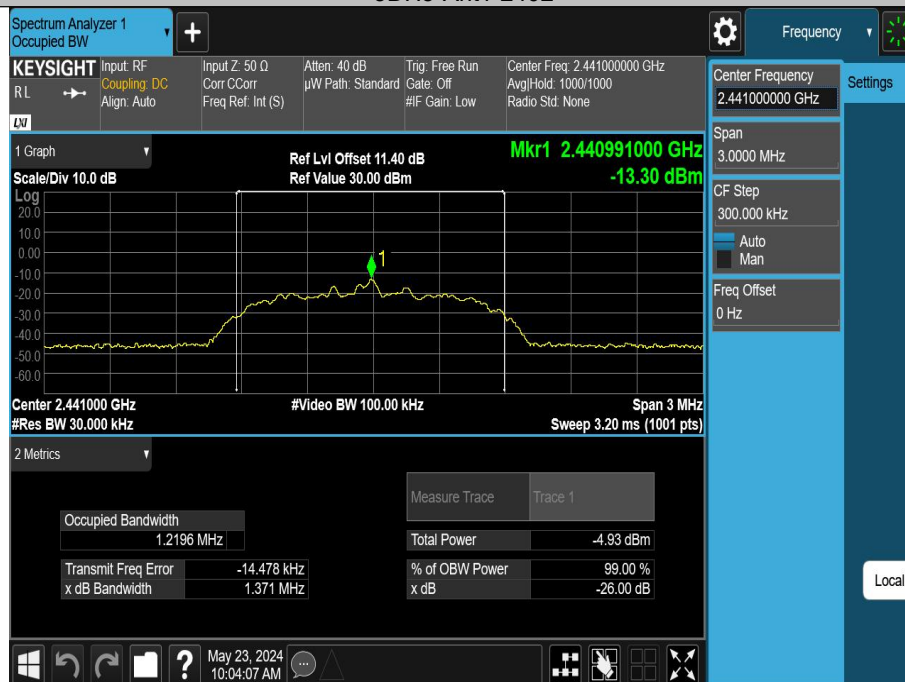 Spectrum Analyzer 1
Occupied BW
Frequency
KEYSIGHT
RL
LXI
Input: RF
Coupling: DC
Align: Auto
Input Z: 50 Ω
Corr CCorr
Freq Ref: Int (S)
Atten: 40 dB
µW Path: Standard
Trig: Free Run
Gate: Off
#IF Gain: Low
Center Freq: 2.441000000 GHz
Avg|Hold: 1000/1000
Radio Std: None
Center Frequency
2.441000000 GHz
Settings
Span
3.0000 MHz
CF Step
300.000 kHz
Auto
Man
Freq Offset
0 Hz
Local
1 Graph
Scale/Div 10.0 dB
Ref Lvl Offset 11.40 dB
Ref Value 30.00 dBm
Mkr1 2.440991000 GHz
-13.30 dBm
Log
20.0
10.0
0.00
-10.0
-20.0
-30.0
-40.0
-50.0
-60.0
1
Center 2.441000 GHz
#Video BW 100.00 kHz
Span 3 MHz
#Res BW 30.000 kHz
Sweep 3.20 ms (1001 pts)
2 Metrics
Measure Trace
Trace 1
Occupied Bandwidth
1.2196 MHz
Total Power
-4.93 dBm
Transmit Freq Error
-14.478 kHz
% of OBW Power
99.00 %
x dB Bandwidth
1.371 MHz
x dB
-26.00 dB
?
May 23, 2024
10:04:07 AM